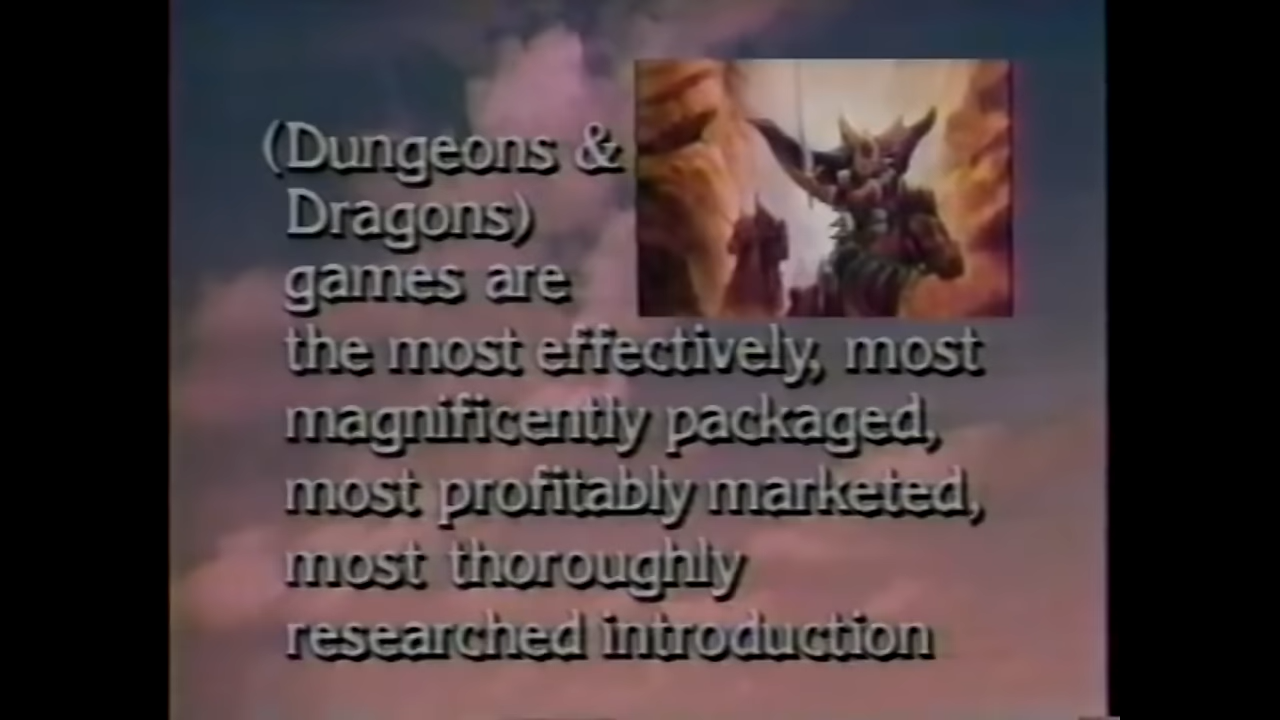 (Dungeons &
Dragons)
games are
the most effectively, most
magnificently packaged,
most profitably marketed,
most thoroughly
researched introduction